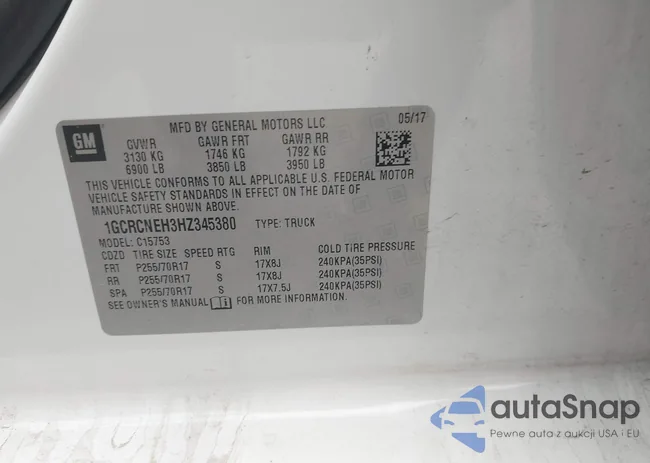 MFD BY GENERAL MOTORS LLC 05/17
GM
GVWR GAWR FRT GAWR RR
3130 KG 1746 KG 1792 KG
6900 LB 3850 LB 3950 LB
THIS VEHICLE CONFORMS TO ALL APPLICABLE U.S. FEDERAL MOTOR
VEHICLE SAFETY STANDARDS IN EFFECT ON THE DATE OF
MANUFACTURE SHOWN ABOVE.
1GCRCNEH3HZ345380 TYPE: TRUCK
MODEL: C15753
COZD TIRE SIZE SPEED RTG RIM COLD TIRE PRESSURE
FRT P255/70R17 S 17X8J 240KPA(35PSI)
RR P255/70R17 S 17X8J 240KPA(35PSI)
SPA P255/70R17 S 17X7.5J 240KPA(35PSI)
SEE OWNER'S MANUAL FOR MORE INFORMATION.
autaSnap
Pewne auta z aukcji USA i EU